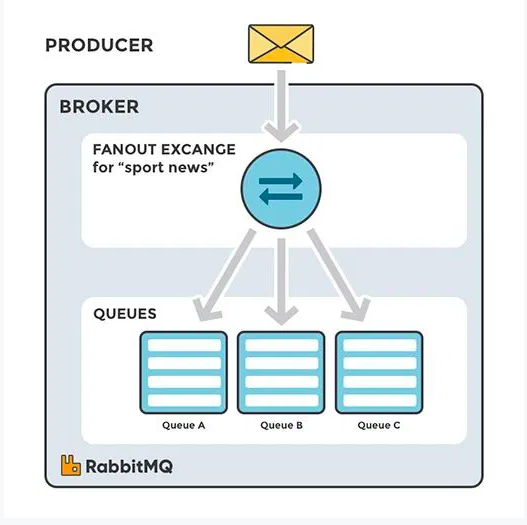 PRODUCER
BROKER
FANOUT EXCANGE
for “sport news”
QUEUES
Queue A
Queue B
Queue C
RabbitMQ